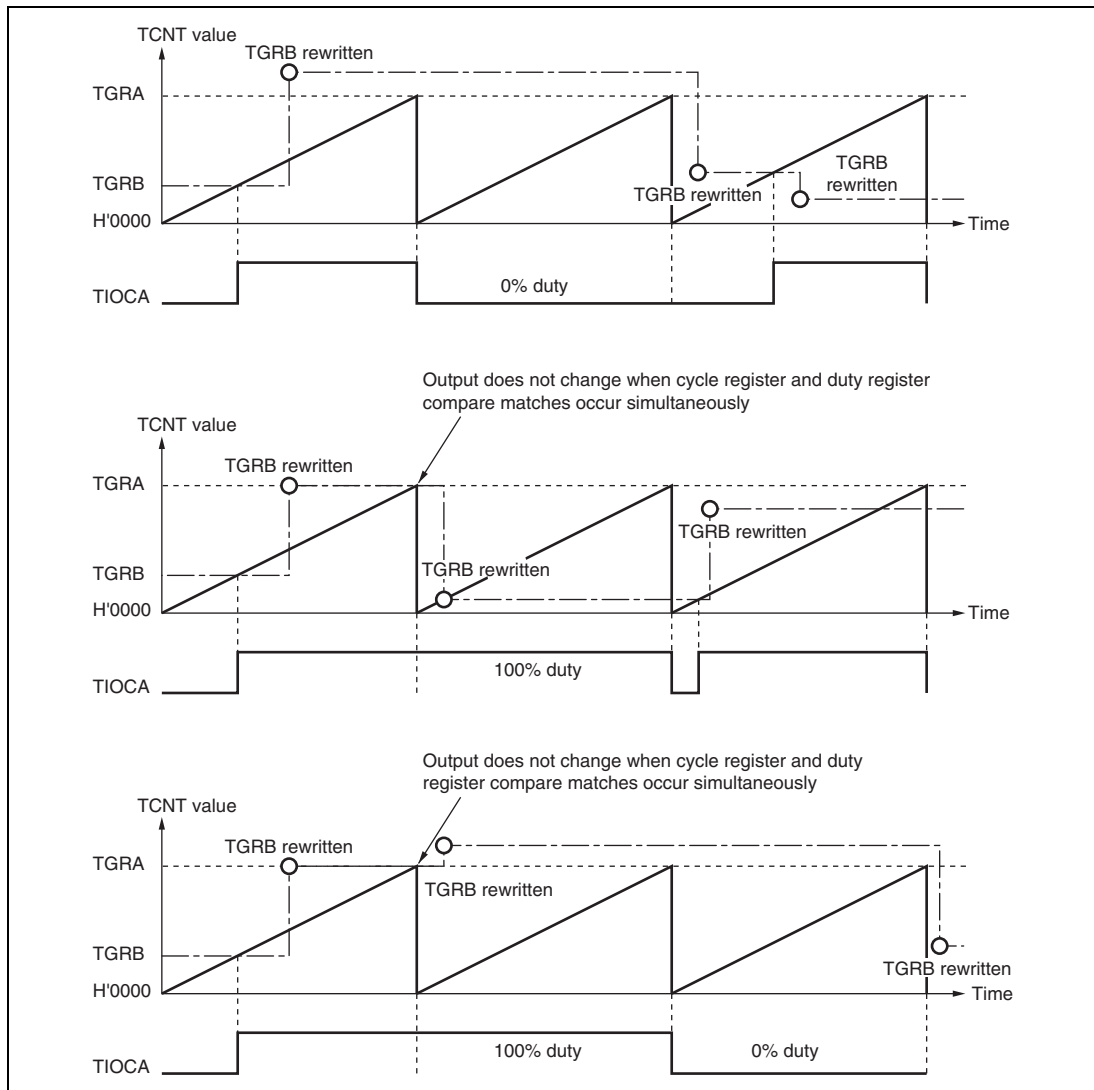 TCNT value
TGRB rewritten
TGRA
TGRB
rewritten
TGRB
TGRB rewritten
H'0000
Time
0% duty
TIOCA
Output does not change when cycle register and duty register
compare matches occur simultaneously
TCNT value
TGRB rewritten
TGRA
TGRB rewritten
TGRB
TGRB rewritten
H'0000
Time
100% duty
TIOCA
Output does not change when cycle register and duty
register compare matches occur simultaneously
TCNT value
TGRB rewritten
TGRA
TGRB rewritten
TGRB
TGRB rewritten
H'0000
Time
100% duty
0% duty
TIOCA